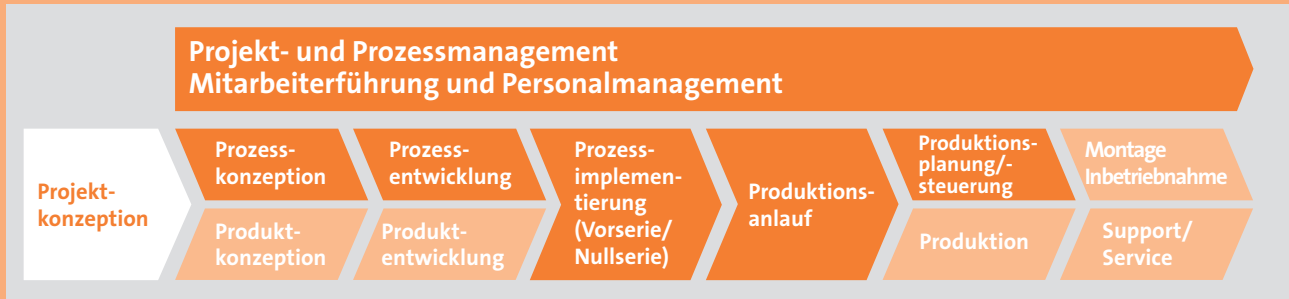 Projekt- und Prozessmanagement
Mitarbeiterführung und Personalmanagement
Projekt-
konzeption
Prozess-
konzeption
Produkt-
konzeption
Prozess-
entwicklung
Produkt-
entwicklung
Prozess-
implemen-
tierung
(Vorserie/
Nullserie)
Produktions-
anlauf
Produktions-
planung/-
steuerung
Produktion
Montage
Inbetriebnahme
Support/
Service